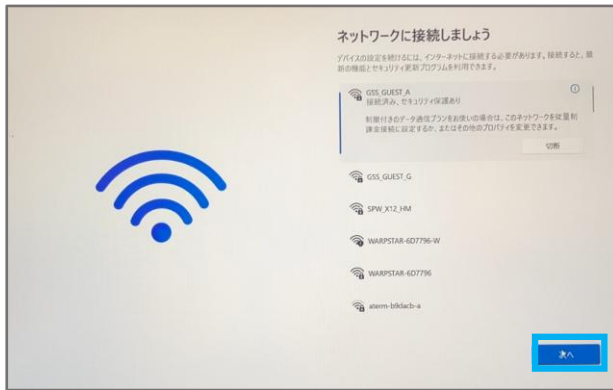 ネットワークに接続しましょう
デバイスの設定を続けるには、インターネットに接続する必要があります。接続すると、最
新の機能とセキュリティ更新プログラムを利用できます。
GSS_GUEST_A
接続済み、セキュリティ保護あり
制限付きのデータ通信プランをお使いの場合は、このネットワークを従量制
課金接続に設定するか、またはその他のプロパティを変更できます。
切断
GSS_GUEST_G
SPW_X12_HM
WARPSTAR-6D7796-W
WARPSTAR-6D7796
aterm-b9dacb-a
次へ